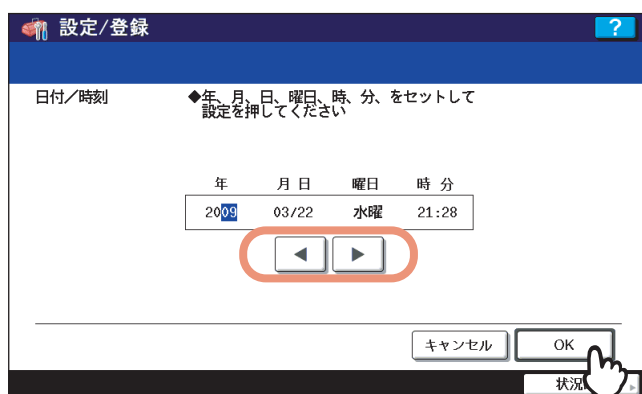 設定/登録 ?
日付／時刻 ◆年、月、日、曜日、時、分、をセットして
設定を押してください
年 月 日 曜日 時 分
2009 03/22 水曜 21:28
キャンセル OK
状況